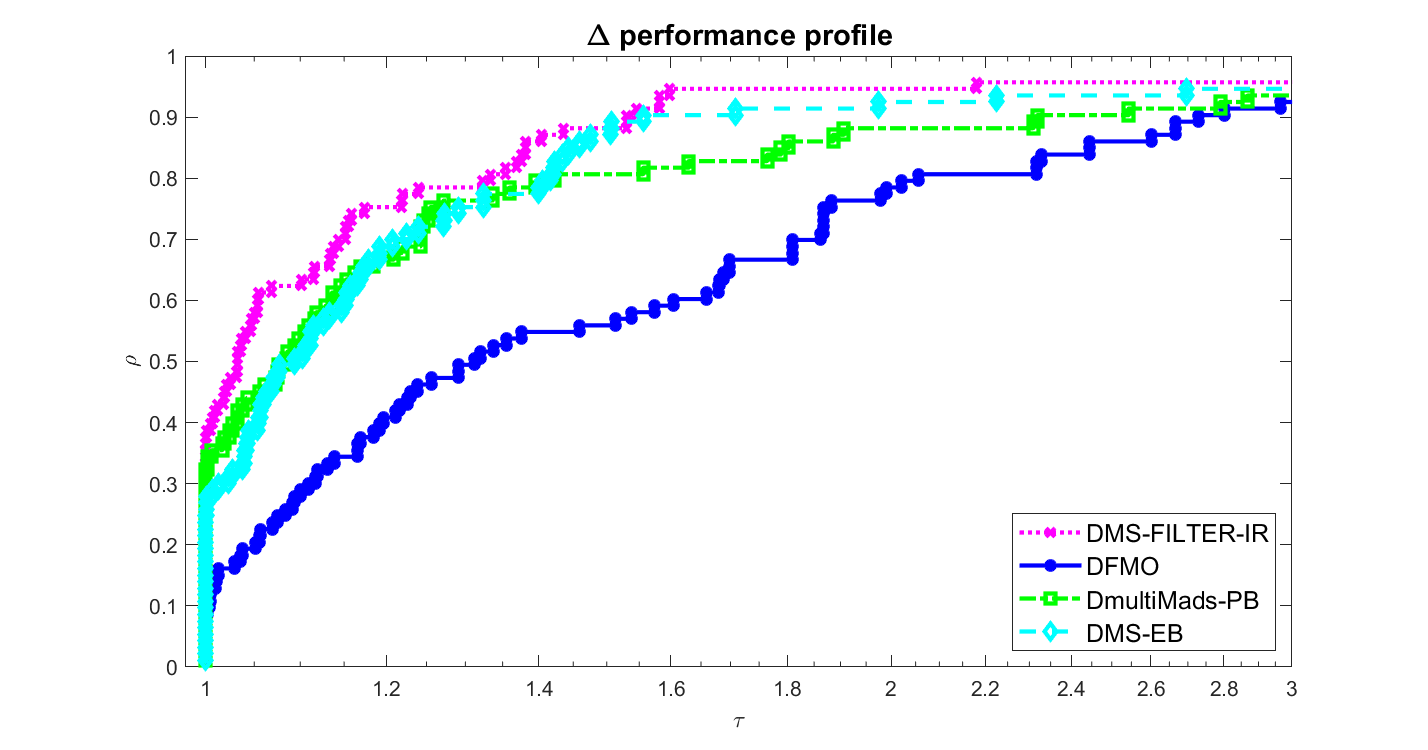 Δ performance profile
1
0.9
0.8
0.7
0.6
0.5
0.4
0.3
0.2
0.1
0
ρ
1 1.2 1.4 1.6 1.8 2 2.2 2.4 2.6 2.8 3
τ
DMS-FILTER-IR
DFMO
DmultiMads-PB
DMS-EB